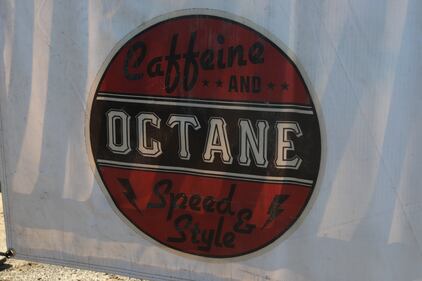 Caffeine
AND
OCTANE
Speed
& Style